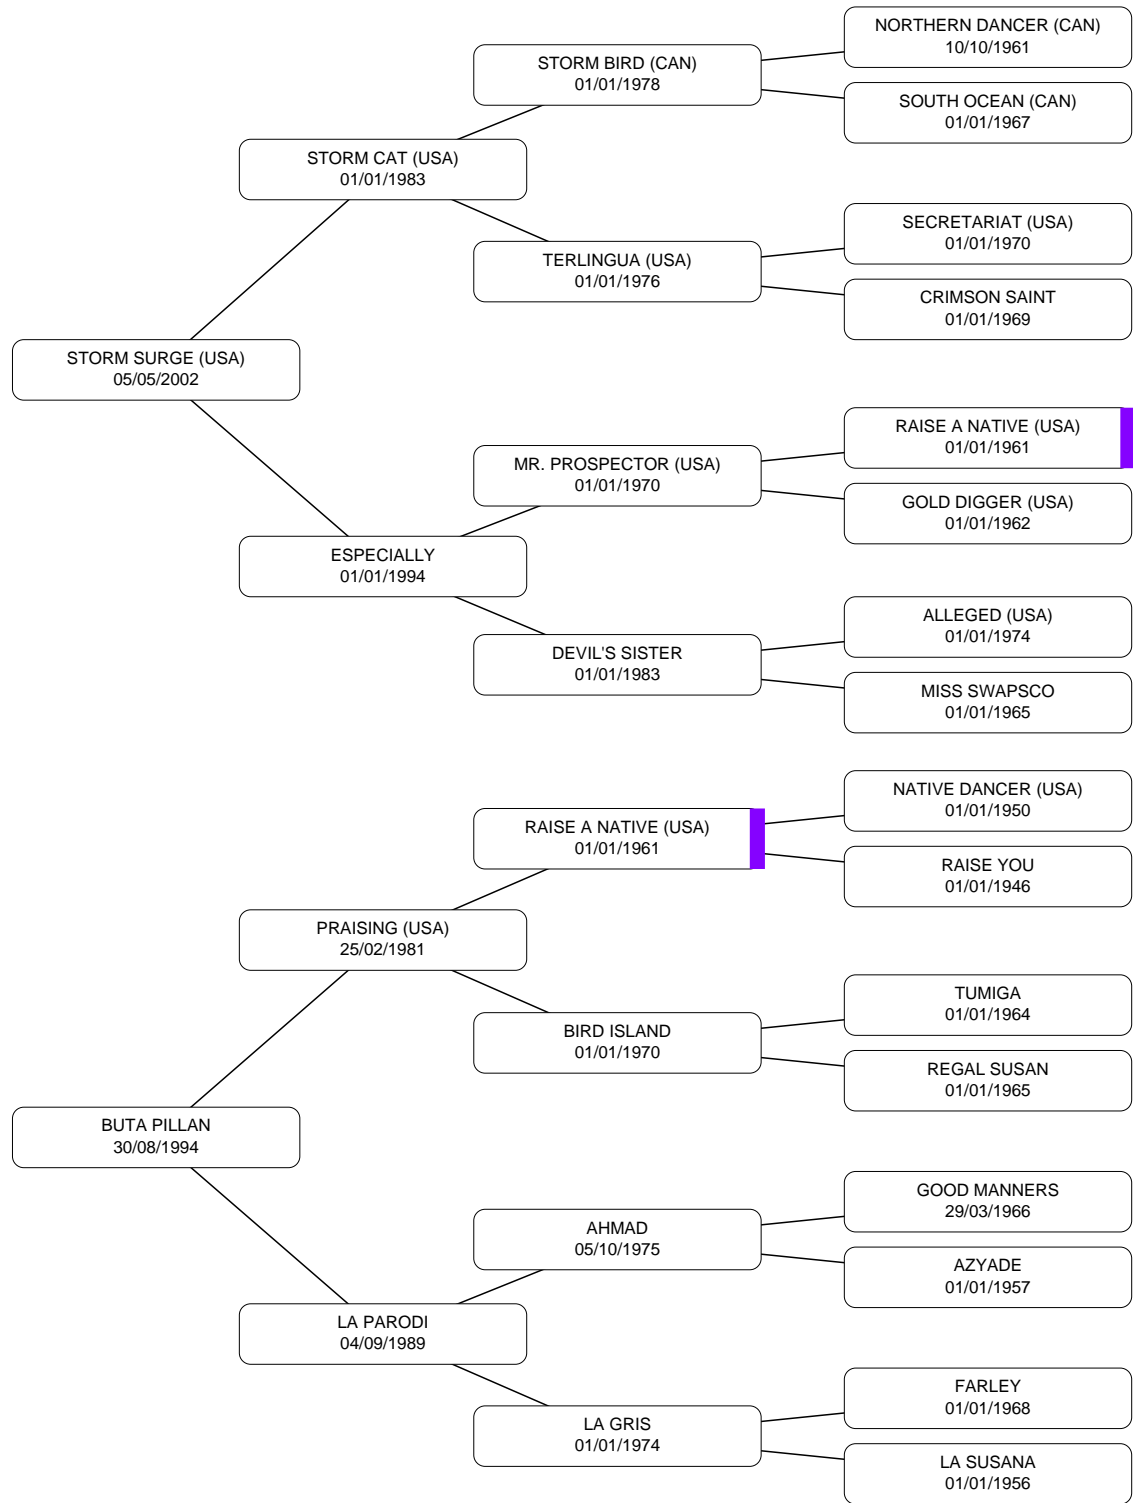 NORTHERN DANCER (CAN)
10/10/1961
STORM BIRD (CAN)
01/01/1978
SOUTH OCEAN (CAN)
01/01/1967
STORM CAT (USA)
01/01/1983
SECRETARIAT (USA)
01/01/1970
TERLINGUA (USA)
01/01/1976
CRIMSON SAINT
01/01/1969
STORM SURGE (USA)
05/05/2002
RAISE A NATIVE (USA)
01/01/1961
MR. PROSPECTOR (USA)
01/01/1970
GOLD DIGGER (USA)
01/01/1962
ESPECIALLY
01/01/1994
ALLEGED (USA)
01/01/1974
DEVIL'S SISTER
01/01/1983
MISS SWAPSCO
01/01/1965
NATIVE DANCER (USA)
01/01/1950
RAISE A NATIVE (USA)
01/01/1961
RAISE YOU
01/01/1946
PRAISING (USA)
25/02/1981
TUMIGA
01/01/1964
BIRD ISLAND
01/01/1970
REGAL SUSAN
01/01/1965
BUTA PILLAN
30/08/1994
GOOD MANNERS
29/03/1966
AHMAD
05/10/1975
AZYADE
01/01/1957
LA PARODI
04/09/1989
FARLEY
01/01/1968
LA GRIS
01/01/1974
LA SUSANA
01/01/1956